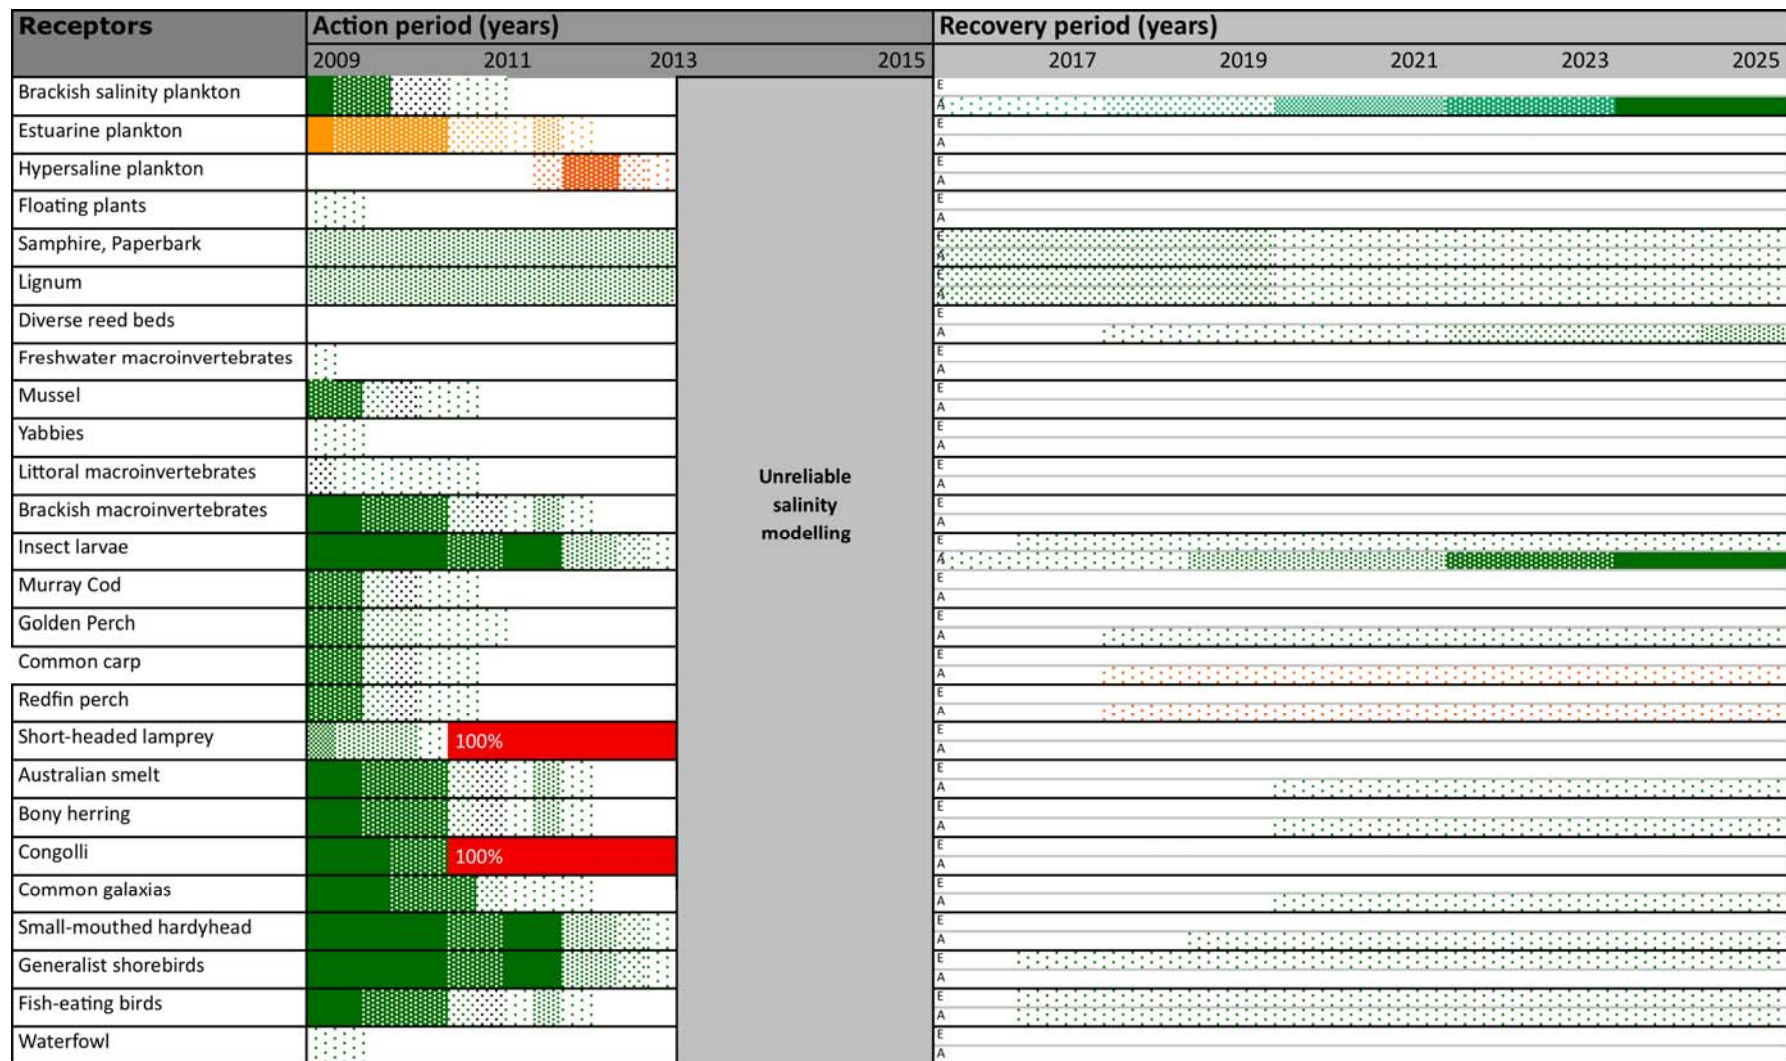 Receptors
Action period (years)
Recovery period (years)
2009 2011 2013 2015 2017 2019 2021 2023 2025
Brackish salinity plankton
E
A
Estuarine plankton
E
A
Hypersaline plankton
E
A
Floating plants
E
A
Samphire, Paperbark
E
A
Lignum
E
A
Diverse reed beds
E
A
Freshwater macroinvertebrates
E
A
Mussel
E
A
Yabbies
E
A
Littoral macroinvertebrates
E
A
Brackish macroinvertebrates
E
A
Insect larvae
E
A
Murray Cod
E
A
Golden Perch
E
A
Common carp
E
A
Redfin perch
E
A
Short-headed lamprey
100%
E
A
Australian smelt
E
A
Bony herring
E
A
Congolli
100%
E
A
Common galaxias
E
A
Small-mouthed hardyhead
E
A
Generalist shorebirds
E
A
Fish-eating birds
E
A
Waterfowl
E
A
Unreliable
salinity
modelling